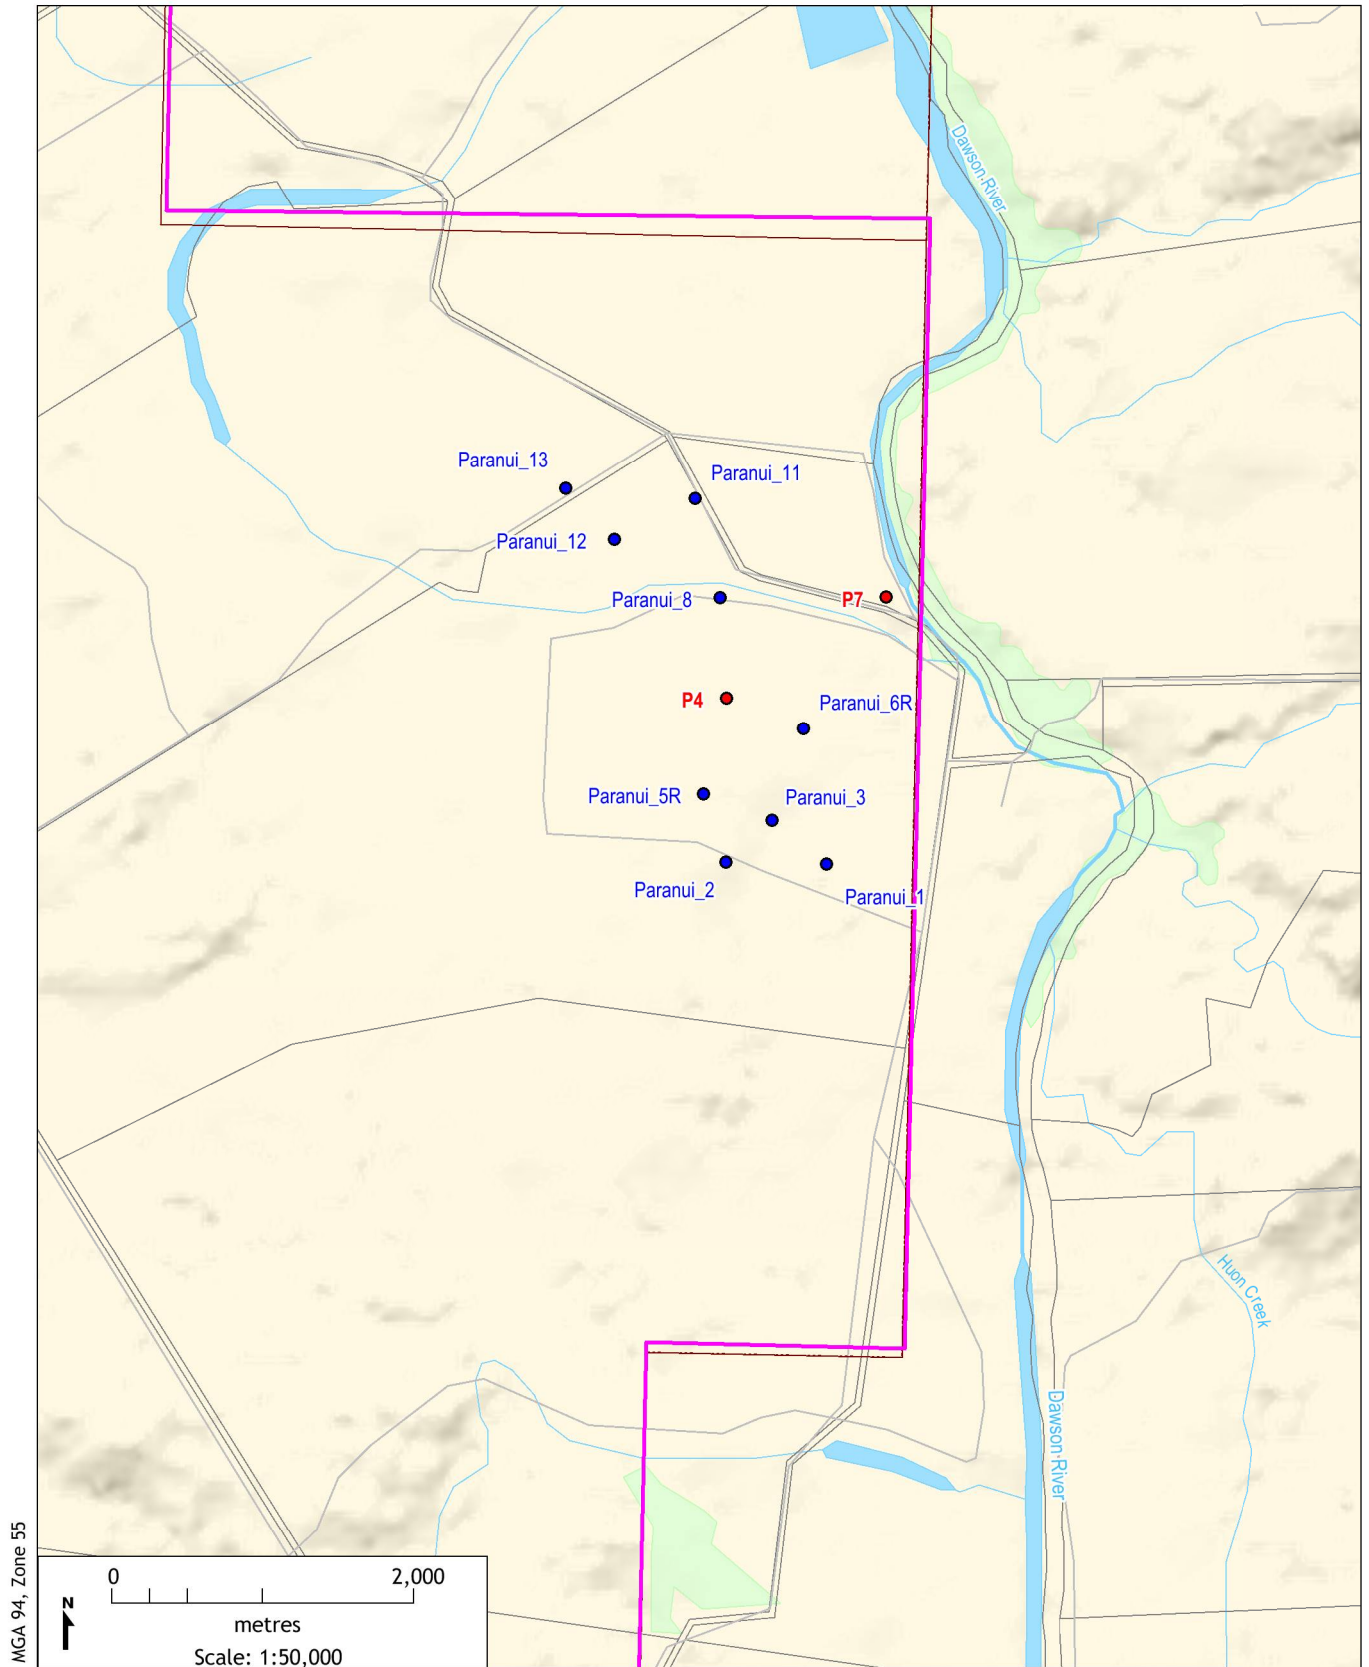 Dawson River
Paranui_13
Paranui_11
Paranui_12
Paranui_8
P7
P4
Paranui_6R
Paranui_5R
Paranui_3
Paranui_2
Paranui_1
Huon Creek
Dawson River
MGA 94, Zone 55
0 2,000
N
metres
Scale: 1:50,000